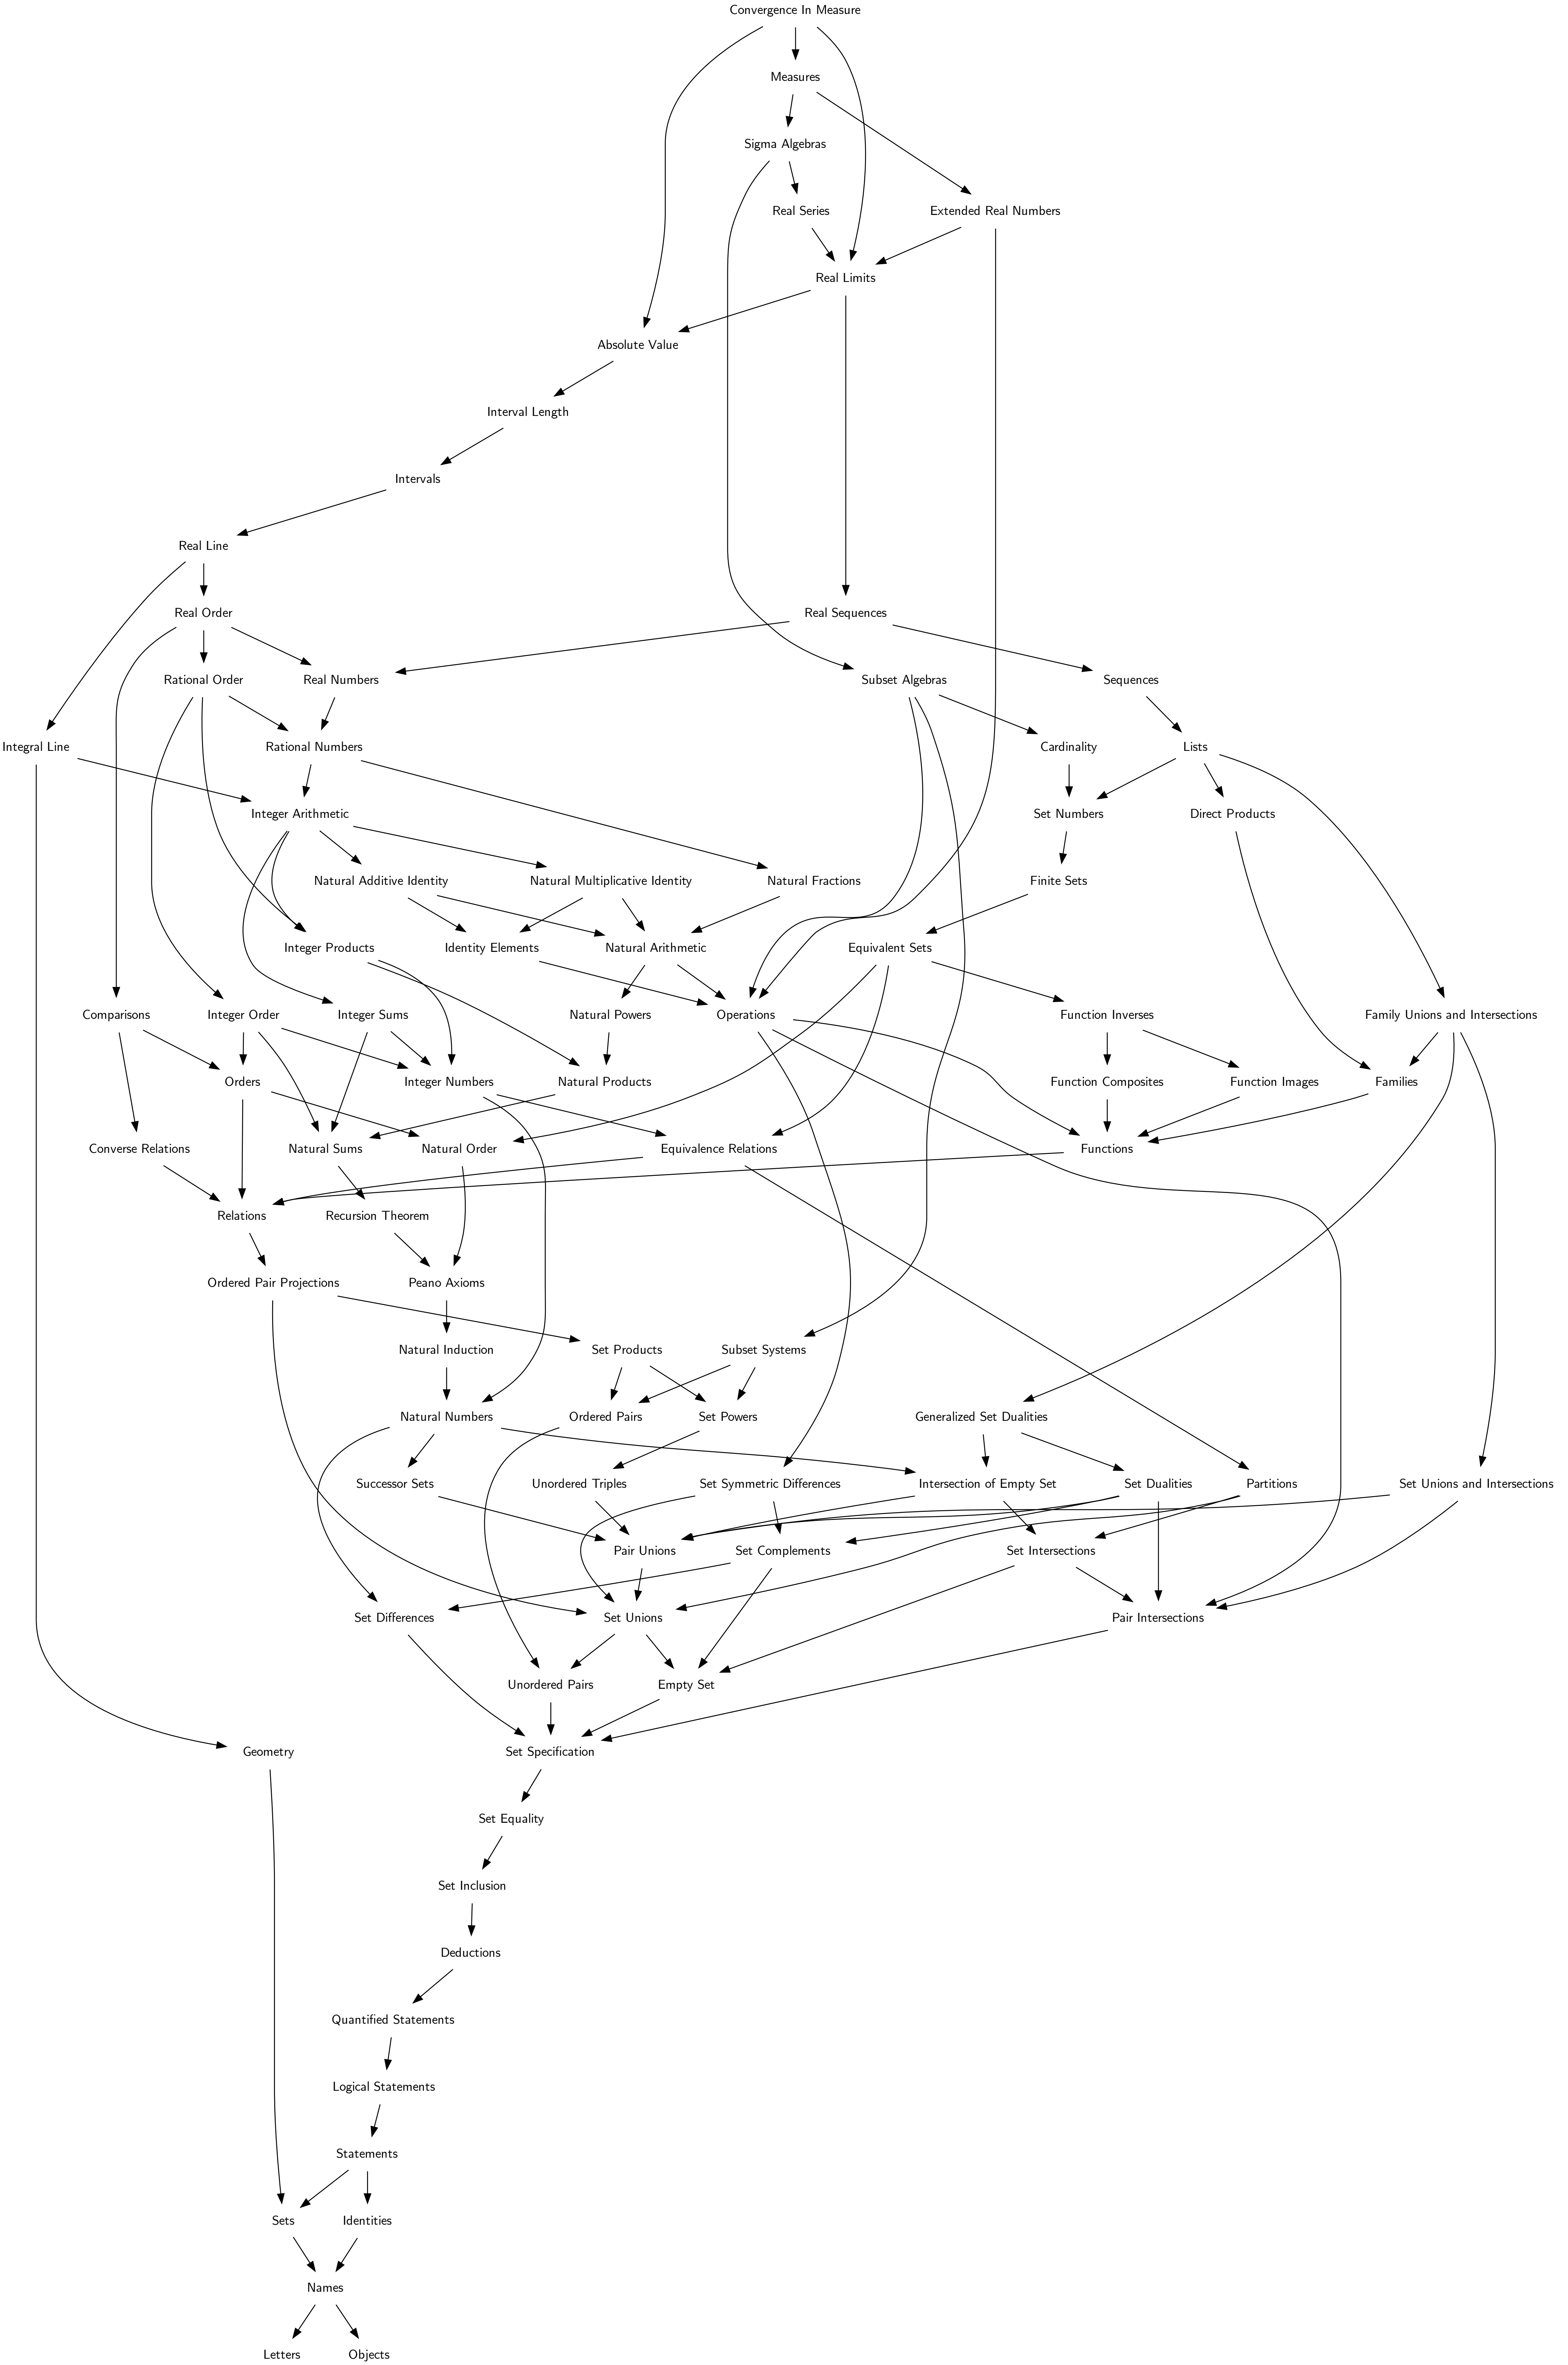 Convergence In Measure
Measures
Sigma Algebras
Real Series
Extended Real Numbers
Real Limits
Absolute Value
Interval Length
Intervals
Real Line
Real Order
Real Sequences
Rational Order
Real Numbers
Subset Algebras
Sequences
Integral Line
Rational Numbers
Cardinality
Lists
Integer Arithmetic
Set Numbers
Direct Products
Natural Additive Identity
Natural Multiplicative Identity
Natural Fractions
Finite Sets
Integer Products
Identity Elements
Natural Arithmetic
Equivalent Sets
Comparisons
Integer Order
Integer Sums
Natural Powers
Operations
Function Inverses
Family Unions and Intersections
Orders
Integer Numbers
Natural Products
Function Composites
Function Images
Families
Converse Relations
Natural Sums
Natural Order
Equivalence Relations
Functions
Relations
Recursion Theorem
Ordered Pair Projections
Peano Axioms
Natural Induction
Set Products
Subset Systems
Natural Numbers
Ordered Pairs
Set Powers
Generalized Set Dualities
Successor Sets
Unordered Triples
Set Symmetric Differences
Intersection of Empty Set
Set Dualities
Partitions
Set Unions and Intersections
Pair Unions
Set Complements
Set Intersections
Set Differences
Set Unions
Pair Intersections
Unordered Pairs
Empty Set
Geometry
Set Specification
Set Equality
Set Inclusion
Deductions
Quantified Statements
Logical Statements
Statements
Sets
Identities
Names
Letters
Objects